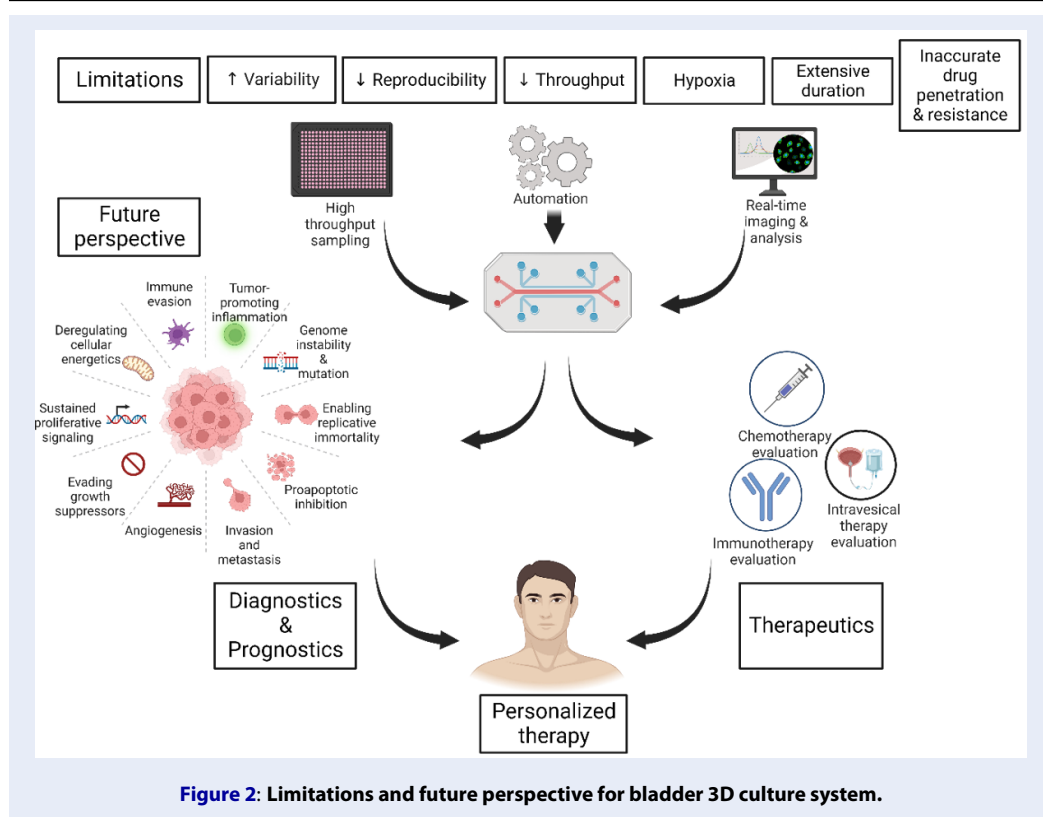 Limitations
↑ Variability
↓ Reproducibility
↓ Throughput
Hypoxia
Extensive
duration
Inaccurate
drug
penetration
& resistance
High
throughput
sampling
Automation
Real-time
imaging &
analysis
Future
perspective
Immune
evasion
Tumor-
promoting
inflammation
Genome
instability
&
mutation
Enabling
replicative
immortality
Proapoptotic
inhibition
Invasion
and
metastasis
Angiogenesis
Evading
growth
suppressors
Sustained
proliferative
signaling
Deregulating
cellular
energetics
Chemotherapy
evaluation
Intravesical
therapy
evaluation
Immunotherapy
evaluation
Diagnostics
&
Prognostics
Therapeutics
Personalized
therapy
Figure 2: Limitations and future perspective for bladder 3D culture system.